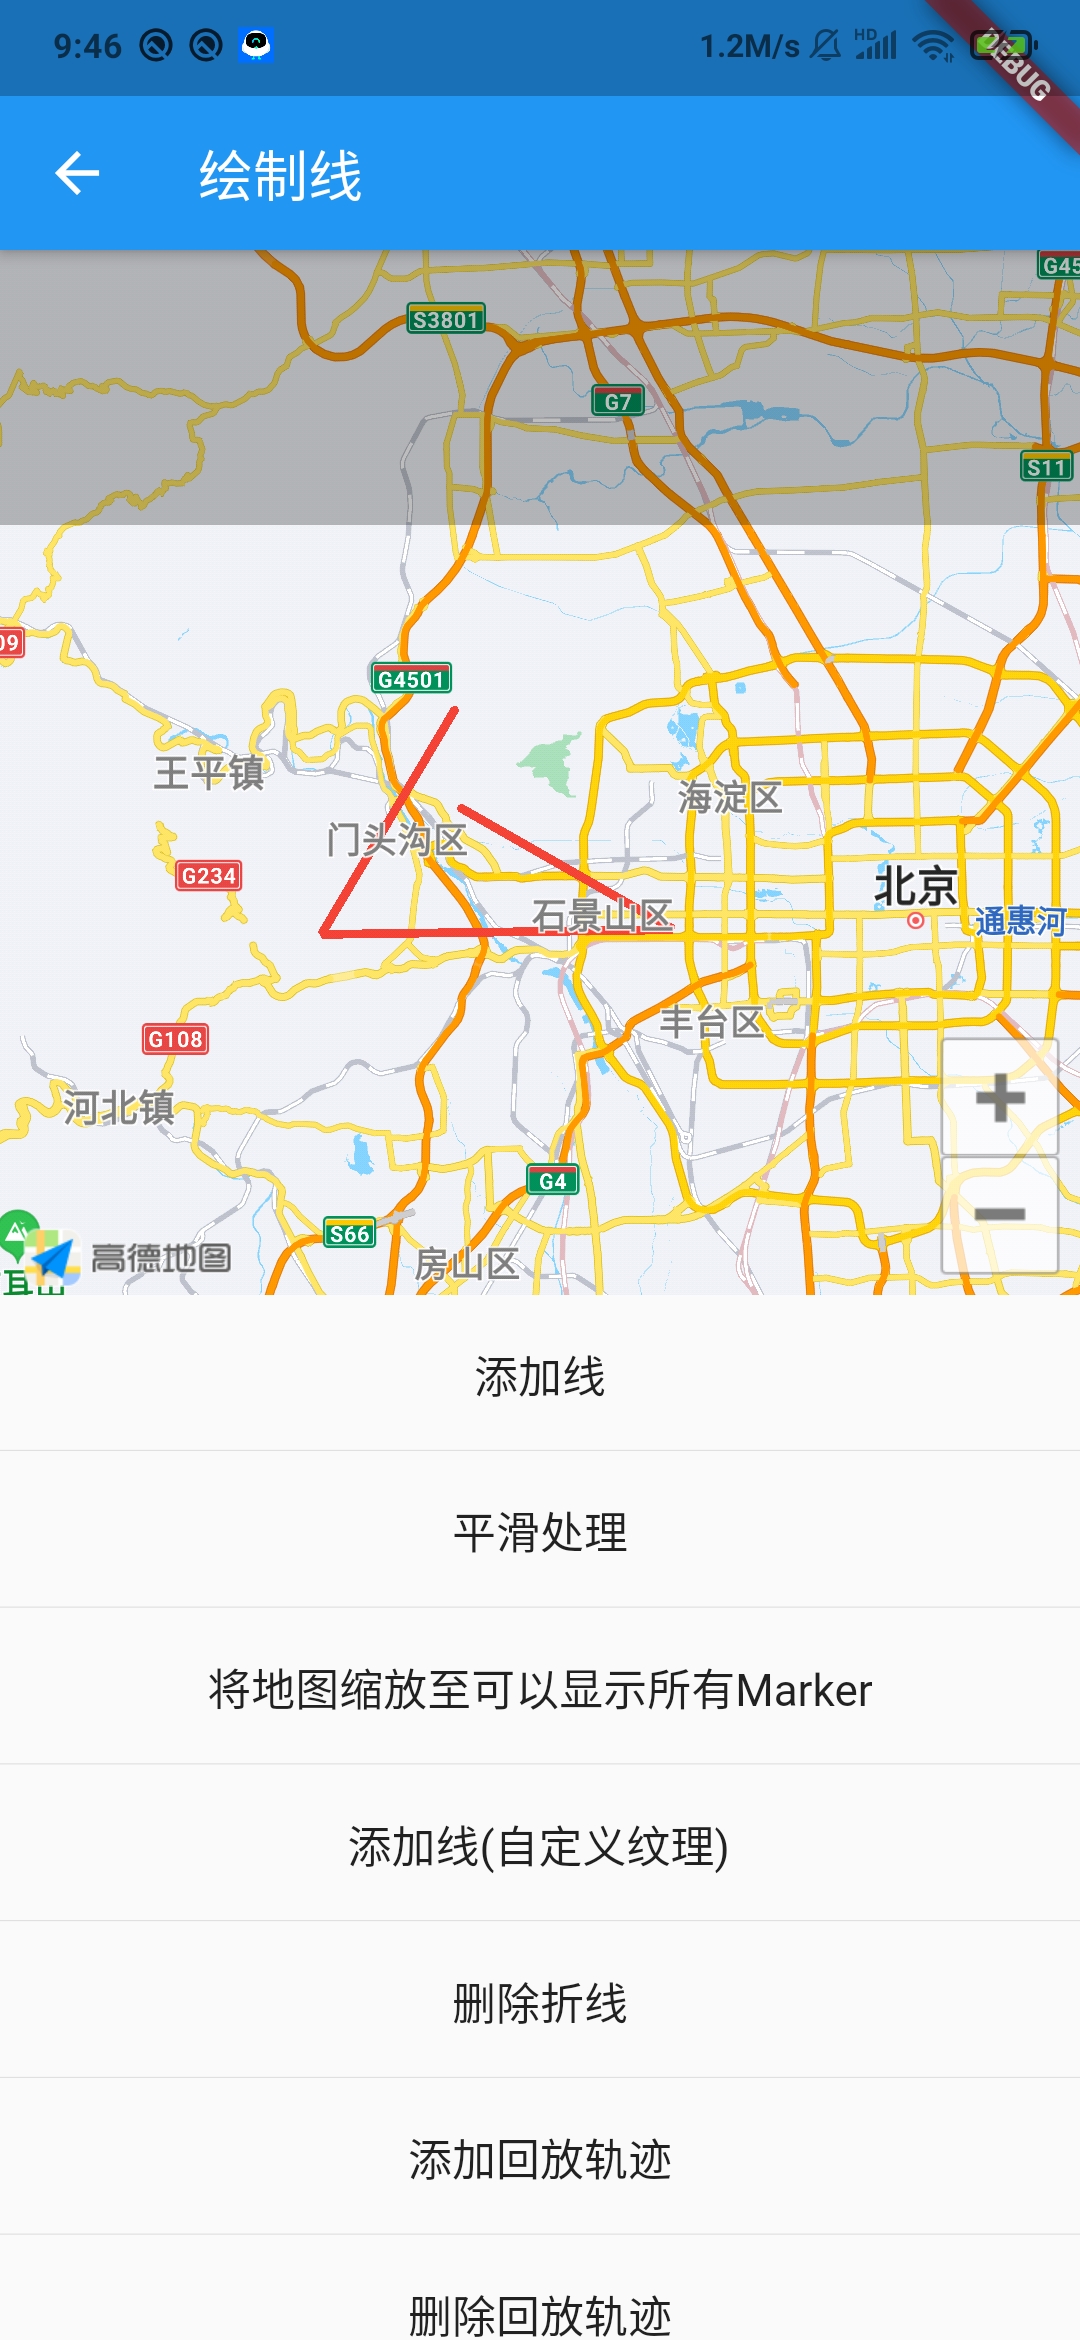 9:46
1.2M/s
HD
DEBUG
绘制线
G45
S3801
G7
S11
09
G4501
王平镇
门头沟区
海淀区
G234
北京
石景山区
通惠河
丰台区
G108
河北镇
G4
S66
高德地图
房山区
添加线
平滑处理
将地图缩放至可以显示所有Marker
添加线(自定义纹理)
删除折线
添加回放轨迹
删除回放轨迹